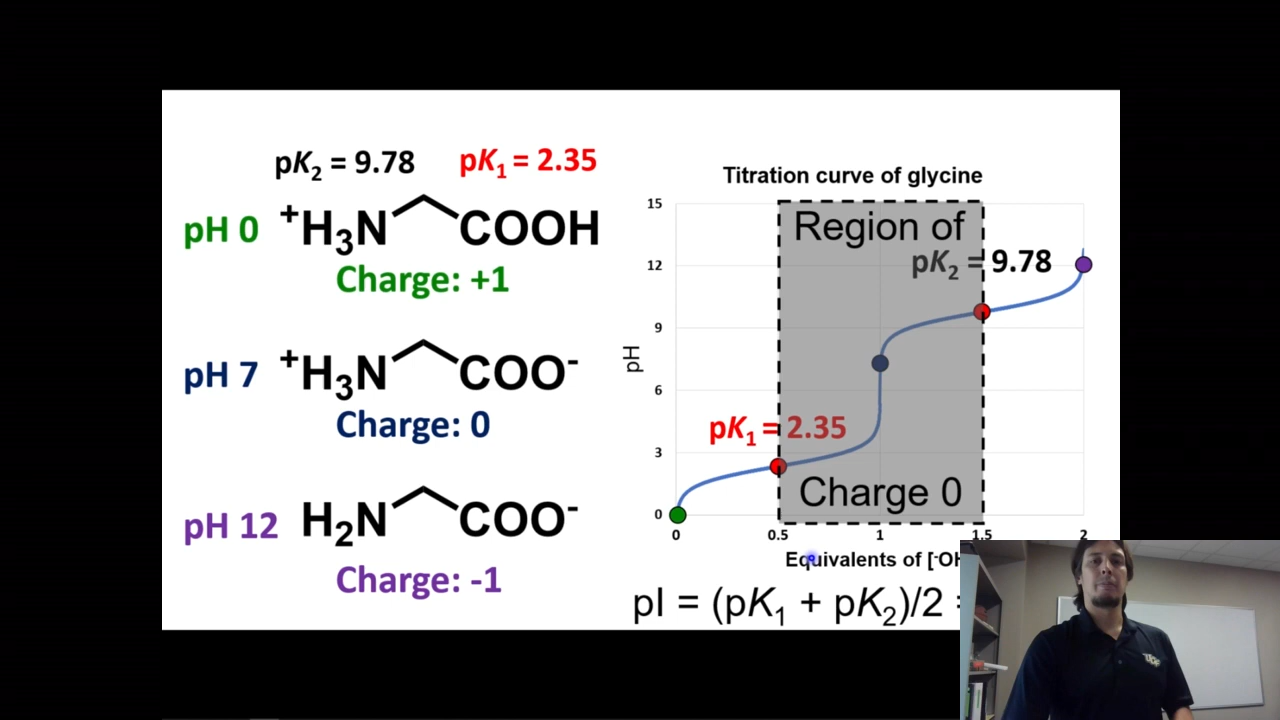 pK₂ = 9.78
pK₁ = 2.35
pH 0
⁺H₃N COOH
Charge: +1
pH 7
⁺H₃N COO⁻
Charge: 0
pH 12
H₂N COO⁻
Charge: -1
Titration curve of glycine
Region of
pK₂ = 9.78
pK₁ = 2.35
Charge 0
pH
15
12
9
6
3
0
0 0.5 1 1.5 2
Equivalents of [⁻OH
pI = (pK₁ + pK₂)/2 =